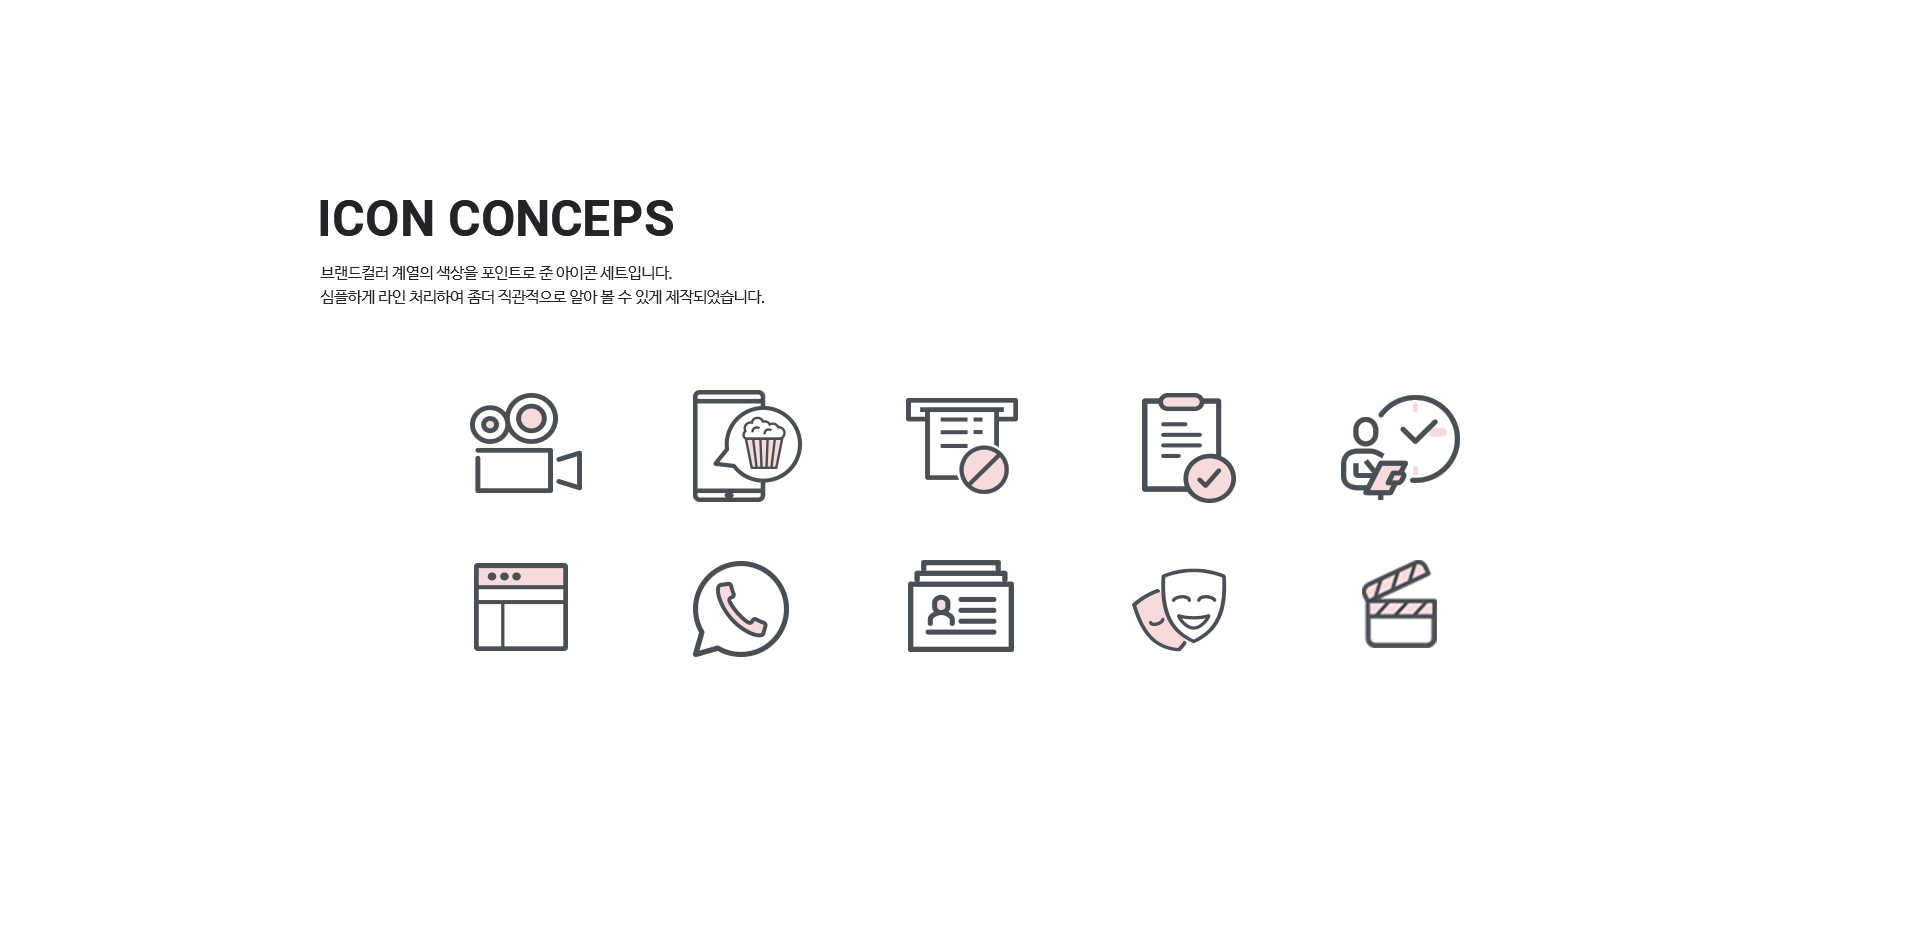 ICON CONCEPS
브랜드컬러 계열의 색상을 포인트로 준 아이콘 세트입니다.
심플하게 라인 처리하여 좀더 직관적으로 알아 볼 수 있게 제작되었습니다.